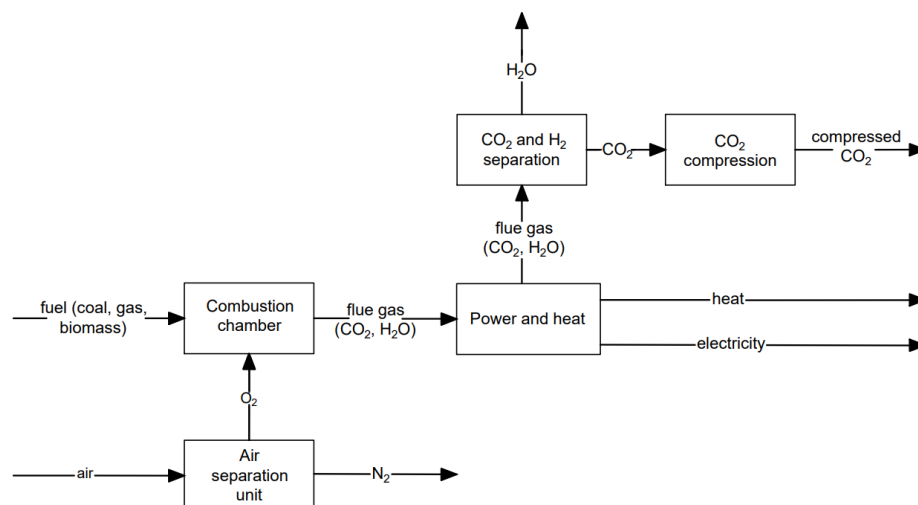 H₂O
CO₂ and H₂
separation
CO₂
CO₂
compression
compressed
CO₂
flue gas
(CO₂, H₂O)
fuel (coal, gas,
biomass)
Combustion
chamber
flue gas
(CO₂, H₂O)
Power and heat
heat
electricity
O₂
air
Air
separation
unit
N₂